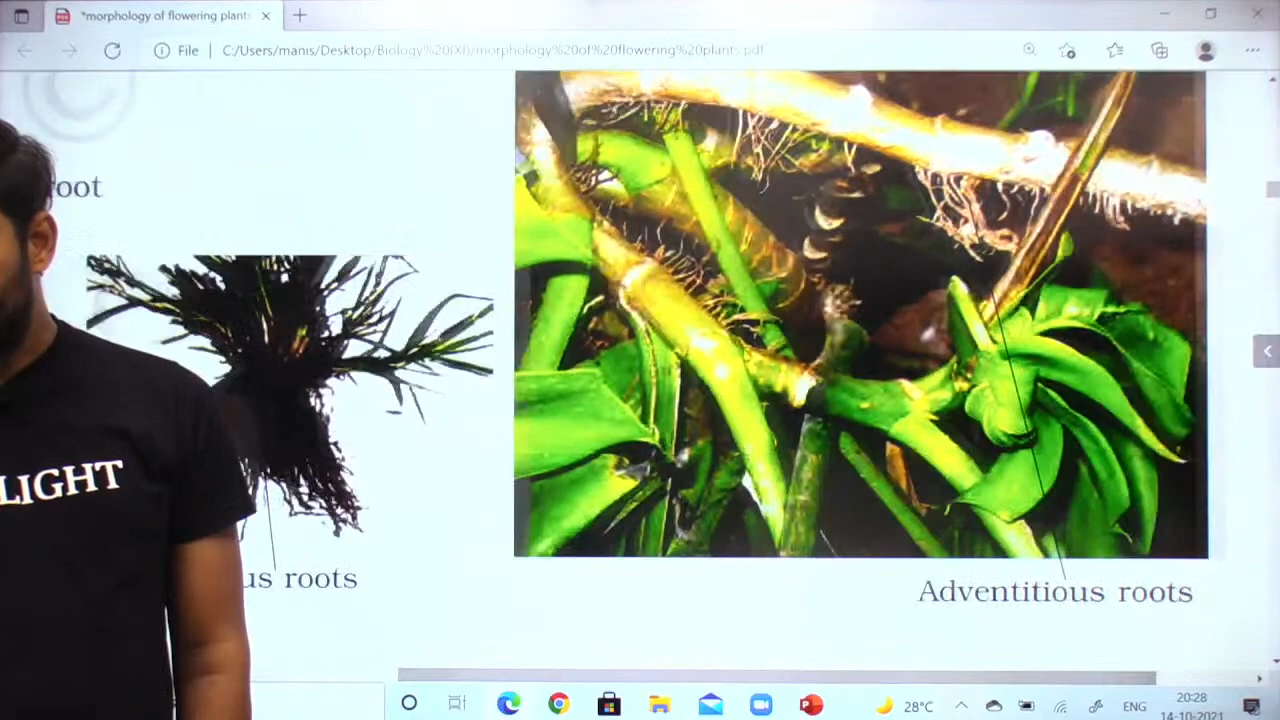 *morphology of flowering plants
File
C:/Users/manis/Desktop/Biology%20(XI)/morphology%20of%20flowering%20plants.pdf
root
LIGHT
us roots
Adventitious roots
28°C
ENG
20:28
14-10-2021